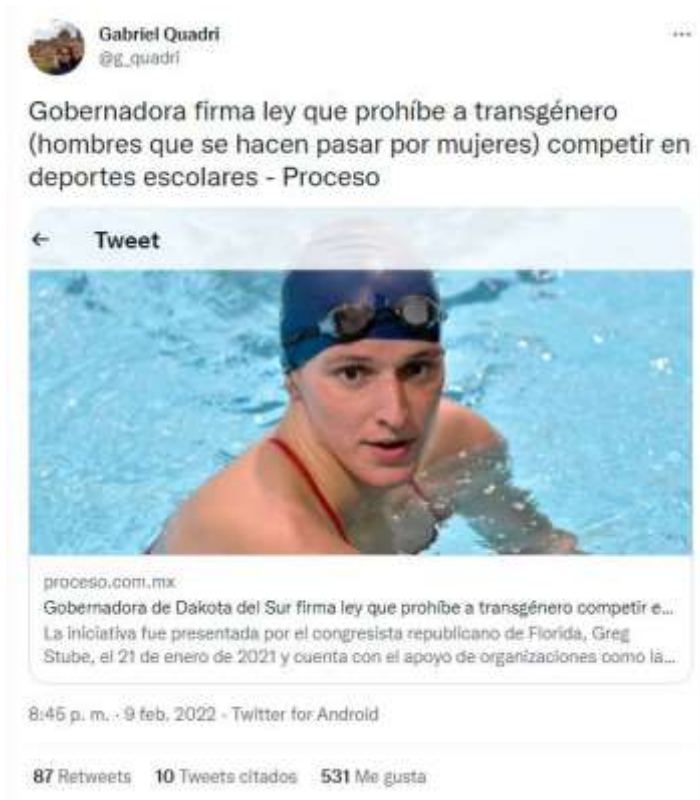 Gabriel Quadri
@g_quadri
Gobernadora firma ley que prohíbe a transgénero
(hombres que se hacen pasar por mujeres) competir en
deportes escolares - Proceso
Tweet
proceso.com.mx
Gobernadora de Dakota del Sur firma ley que prohíbe a transgénero competir e...
La iniciativa fue presentada por el congresista republicano de Florida, Greg
Stube, el 21 de enero de 2021 y cuenta con el apoyo de organizaciones como la...
8:45 p. m. · 9 feb. 2022 · Twitter for Android
87 Retweets 10 Tweets citados 531 Me gusta